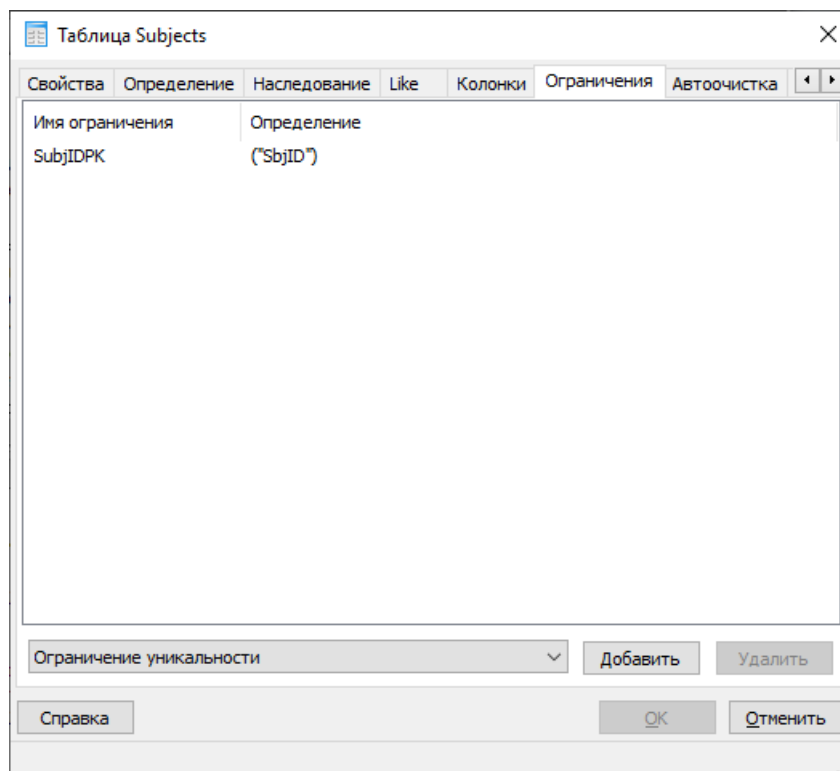 Таблица Subjects
Свойства Определение Наследование Like Колонки Ограничения Автоочистка
Имя ограничения Определение
SubjIDPK ("SbjID")
Ограничение уникальности Добавить Удалить
Справка OK Отменить